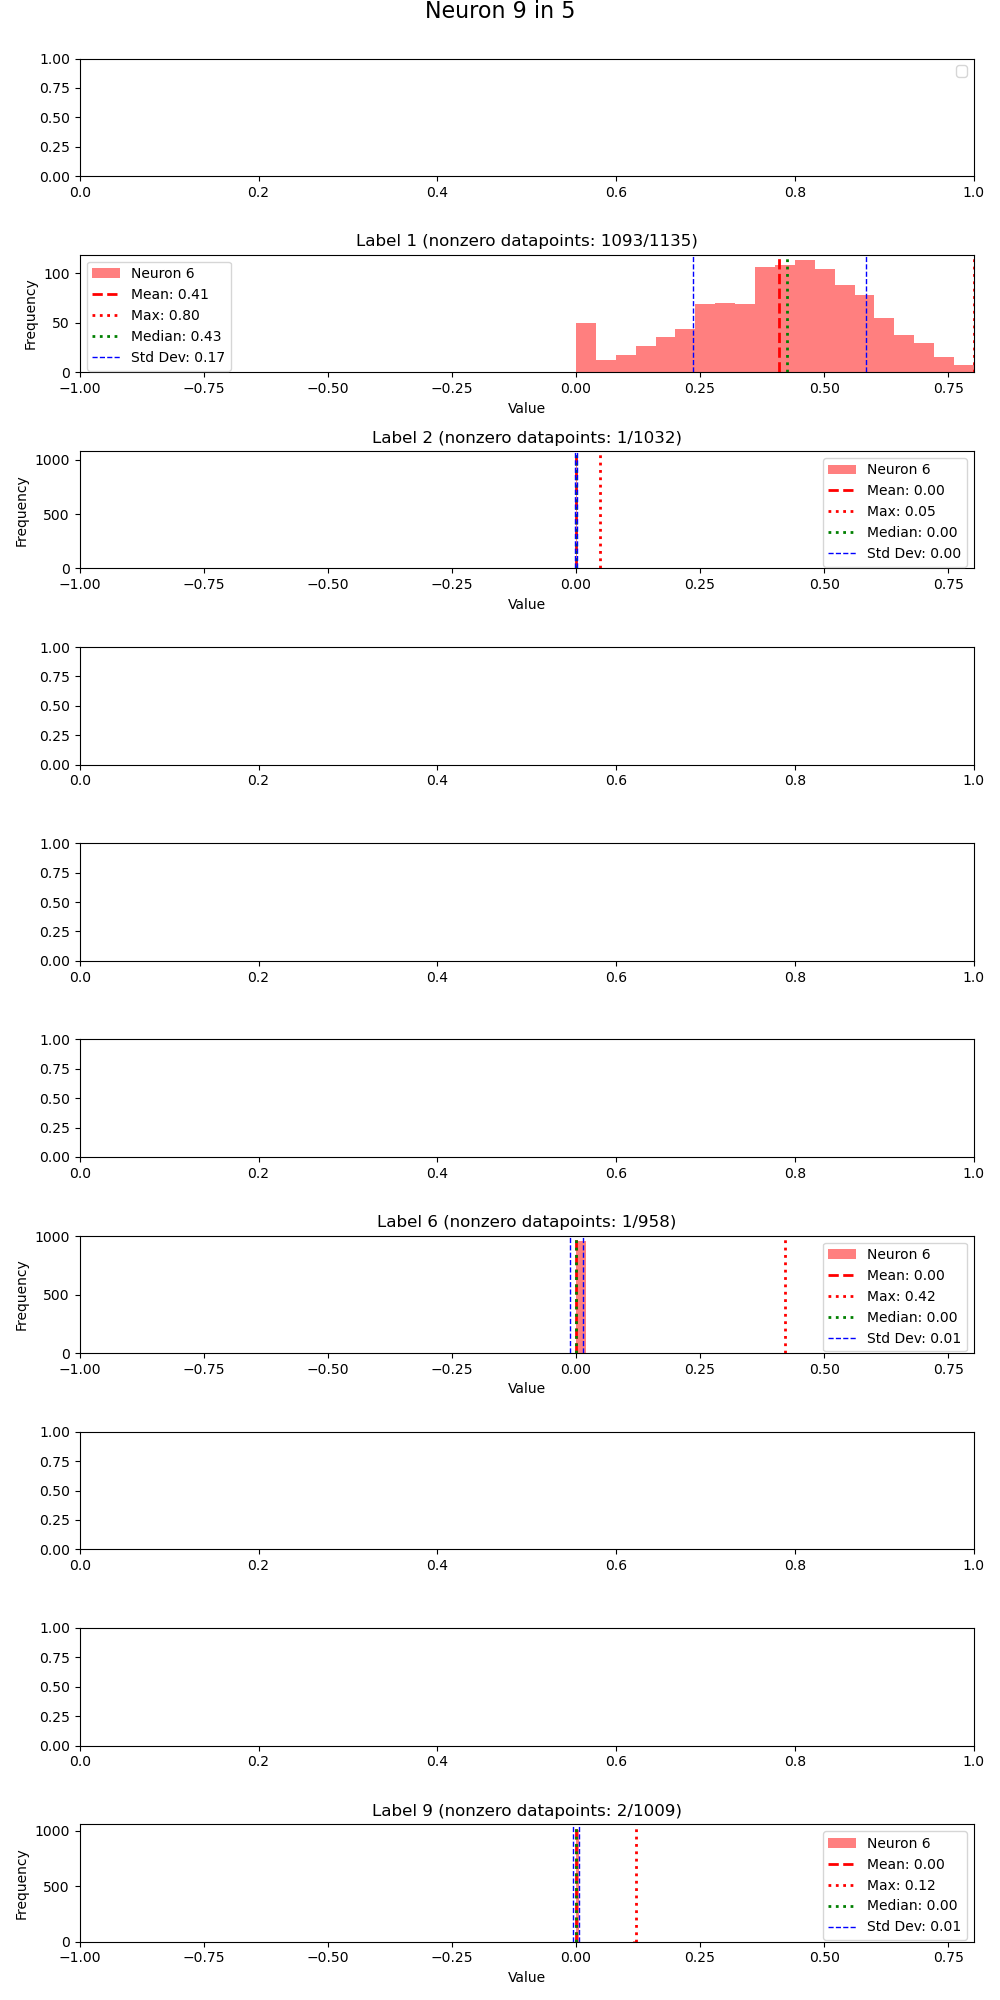 Neuron 9 in 5
1.00
0.75
0.50
0.25
0.00
0.0 0.2 0.4 0.6 0.8 1.0
Label 1 (nonzero datapoints: 1093/1135)
Frequency
100
50
0
Neuron 6
Mean: 0.41
Max: 0.80
Median: 0.43
Std Dev: 0.17
−1.00 −0.75 −0.50 −0.25 0.00 0.25 0.50 0.75
Value
Label 2 (nonzero datapoints: 1/1032)
Frequency
1000
500
0
Neuron 6
Mean: 0.00
Max: 0.05
Median: 0.00
Std Dev: 0.00
−1.00 −0.75 −0.50 −0.25 0.00 0.25 0.50 0.75
Value
1.00
0.75
0.50
0.25
0.00
0.0 0.2 0.4 0.6 0.8 1.0
1.00
0.75
0.50
0.25
0.00
0.0 0.2 0.4 0.6 0.8 1.0
1.00
0.75
0.50
0.25
0.00
0.0 0.2 0.4 0.6 0.8 1.0
Label 6 (nonzero datapoints: 1/958)
Frequency
1000
500
0
Neuron 6
Mean: 0.00
Max: 0.42
Median: 0.00
Std Dev: 0.01
−1.00 −0.75 −0.50 −0.25 0.00 0.25 0.50 0.75
Value
1.00
0.75
0.50
0.25
0.00
0.0 0.2 0.4 0.6 0.8 1.0
1.00
0.75
0.50
0.25
0.00
0.0 0.2 0.4 0.6 0.8 1.0
Label 9 (nonzero datapoints: 2/1009)
Frequency
1000
500
0
Neuron 6
Mean: 0.00
Max: 0.12
Median: 0.00
Std Dev: 0.01
−1.00 −0.75 −0.50 −0.25 0.00 0.25 0.50 0.75
Value